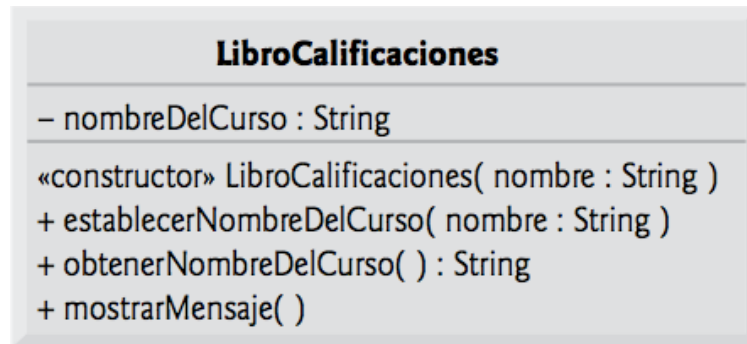 LibroCalificaciones
– nombreDelCurso : String
«constructor» LibroCalificaciones( nombre : String )
+ establecerNombreDelCurso( nombre : String )
+ obtenerNombreDelCurso( ) : String
+ mostrarMensaje( )